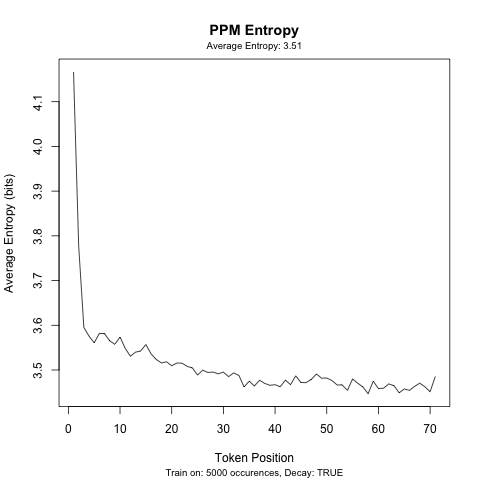 PPM Entropy
Average Entropy: 3.51
Average Entropy (bits)
4.1
4.0
3.9
3.8
3.7
3.6
3.5
0 10 20 30 40 50 60 70
Token Position
Train on: 5000 occurences, Decay: TRUE